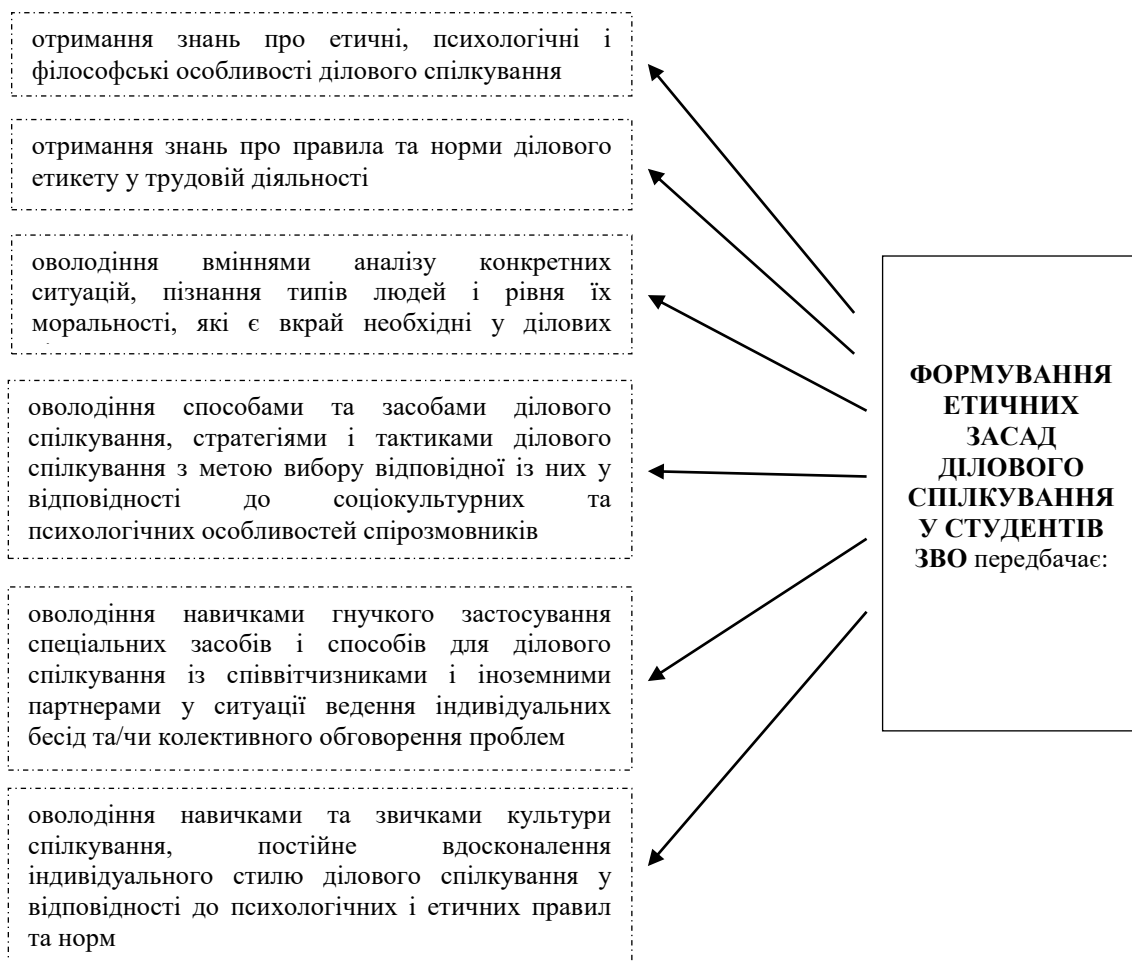 отримання знань про етичні, психологічні і
філософські особливості ділового спілкування
отримання знань про правила та норми ділового
етикету у трудовій діяльності
оволодіння вміннями аналізу конкретних
ситуацій, пізнання типів людей і рівня їх
моральності, які є вкрай необхідні у ділових
оволодіння способами та засобами ділового
спілкування, стратегіями і тактиками ділового
спілкування з метою вибору відповідної із них у
відповідності до соціокультурних та
психологічних особливостей спірозмовників
оволодіння навичками гнучкого застосування
спеціальних засобів і способів для ділового
спілкування із співвітчизниками і іноземними
партнерами у ситуації ведення індивідуальних
бесід та/чи колективного обговорення проблем
оволодіння навичками та звичками культури
спілкування, постійне вдосконалення
індивідуального стилю ділового спілкування у
відповідності до психологічних і етичних правил
та норм
ФОРМУВАННЯ
ЕТИЧНИХ
ЗАСАД
ДІЛОВОГО
СПІЛКУВАННЯ
У СТУДЕНТІВ
ЗВО передбачає: